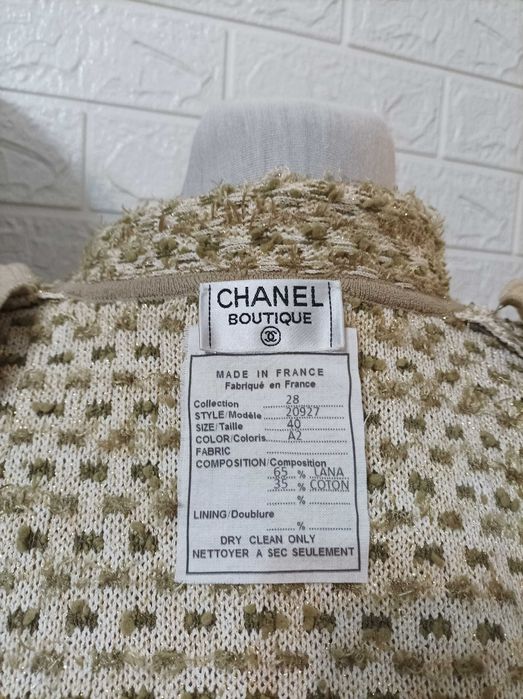 CHANEL
BOUTIQUE
MADE IN FRANCE
Fabriqué en France
Collection 28
STYLE/Modèle 20927
SIZE/Taille 40
COLOR/Coloris A2
FABRIC
COMPOSITION/Composition
65 % LANA
35 % COTON
%
LINING/Doublure
%
DRY CLEAN ONLY
NETTOYER A SEC SEULEMENT